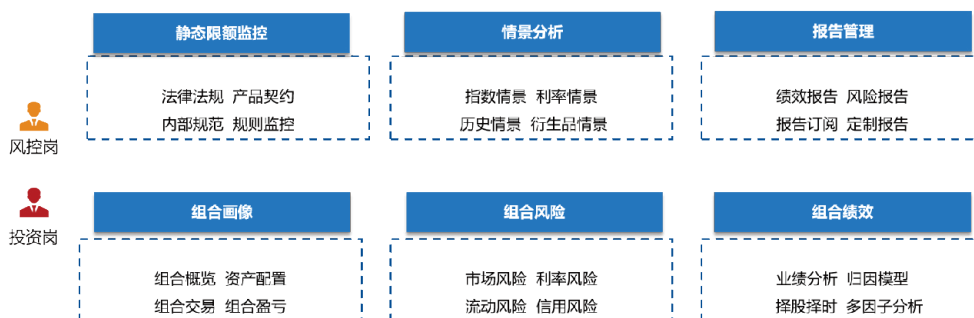 静态限额监控
情景分析
报告管理
法律法规 产品契约
内部规范 规则监控
指数情景 利率情景
历史情景 衍生品情景
绩效报告 风险报告
报告订阅 定制报告
风控岗
投资岗
组合画像
组合风险
组合绩效
组合概览 资产配置
组合交易 组合盈亏
市场风险 利率风险
流动风险 信用风险
业绩分析 归因模型
择股择时 多因子分析